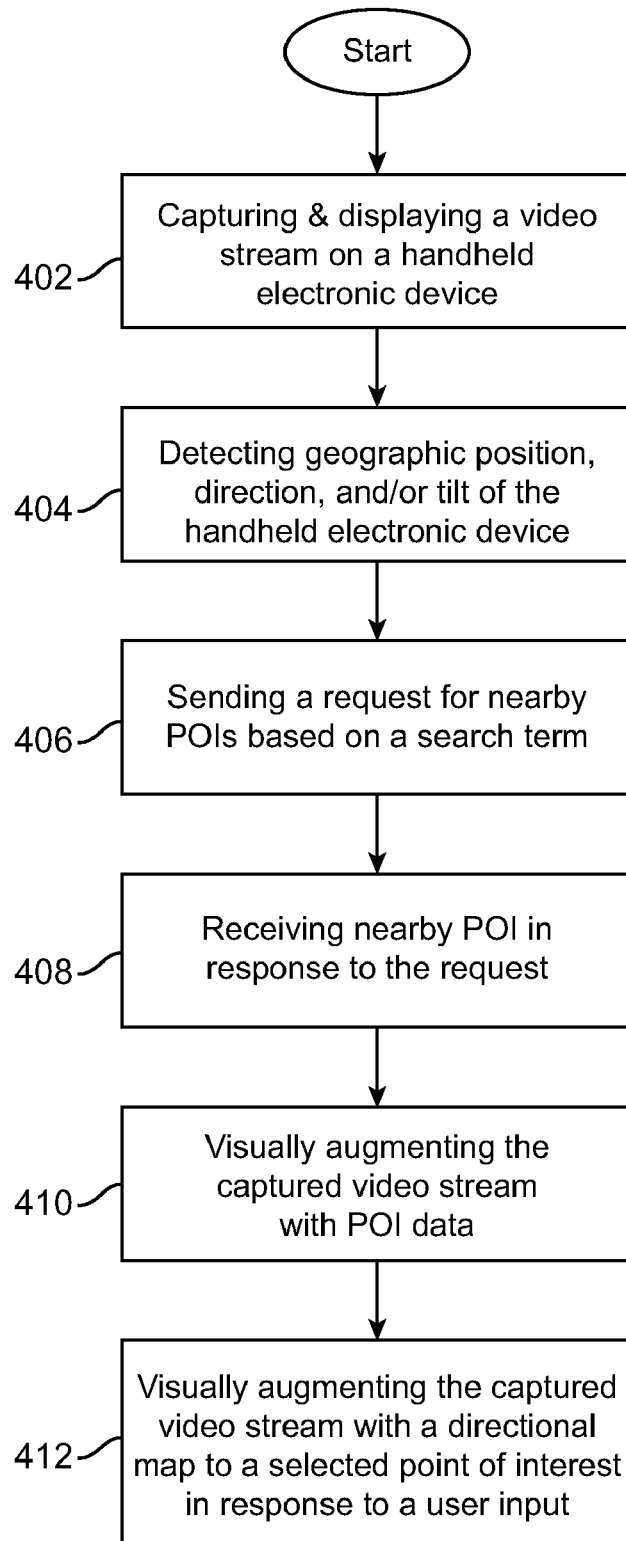 Start
Capturing & displaying a video
stream on a handheld
electronic device
402
Detecting geographic position,
direction, and/or tilt of the
handheld electronic device
404
Sending a request for nearby
POIs based on a search term
406
Receiving nearby POI in
response to the request
408
Visually augmenting the
captured video stream
with POI data
410
Visually augmenting the captured
video stream with a directional
map to a selected point of interest
in response to a user input
412